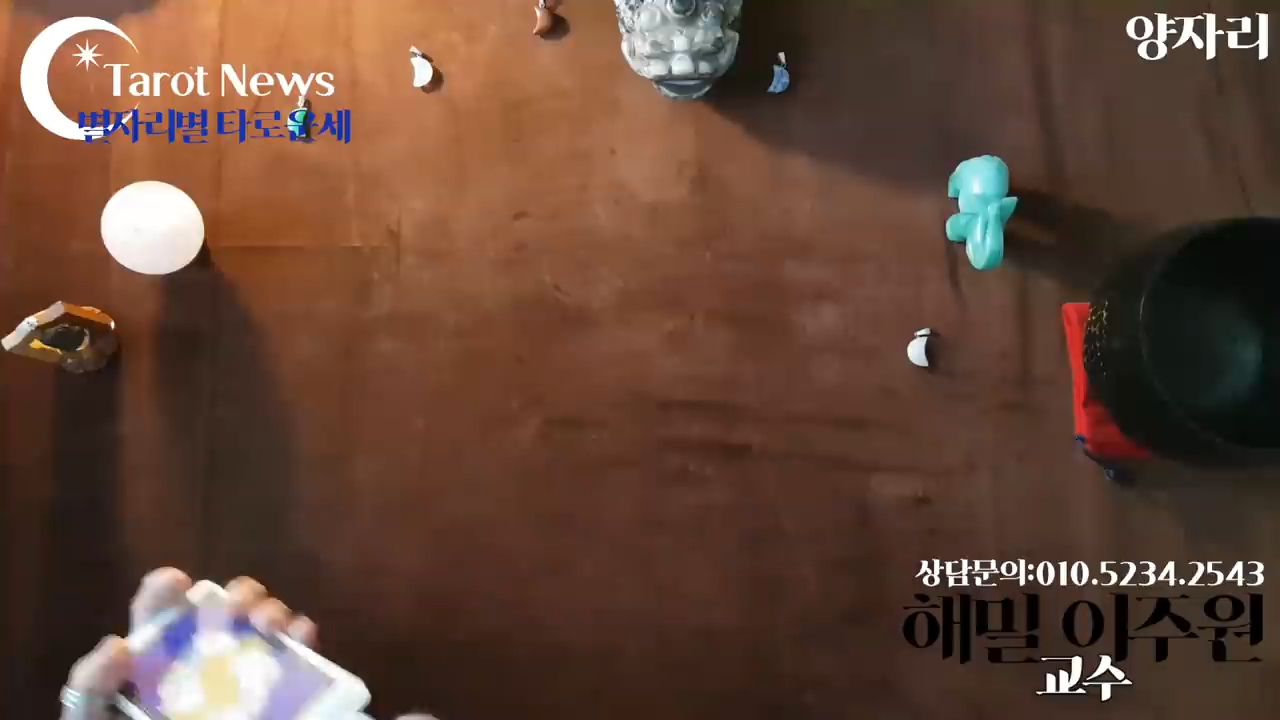 양자리
Tarot News
별자리별 타로운세
상담문의:010.5234.2543
해밀 이주원
교수